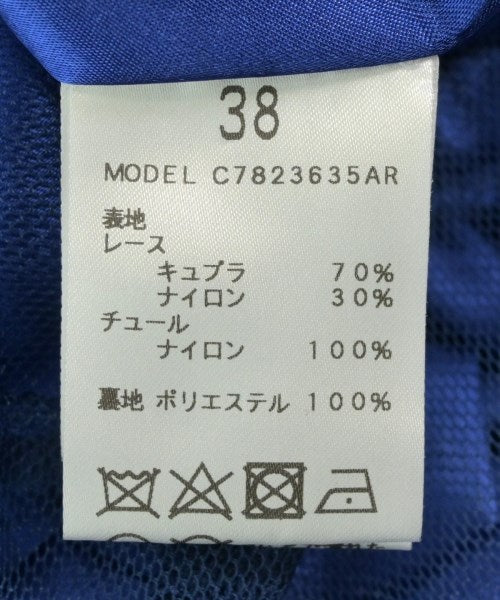 38
MODEL C7823635AR
表地
レース
キュプラ 70%
ナイロン 30%
チュール
ナイロン 100%
裏地 ポリエステル 100%